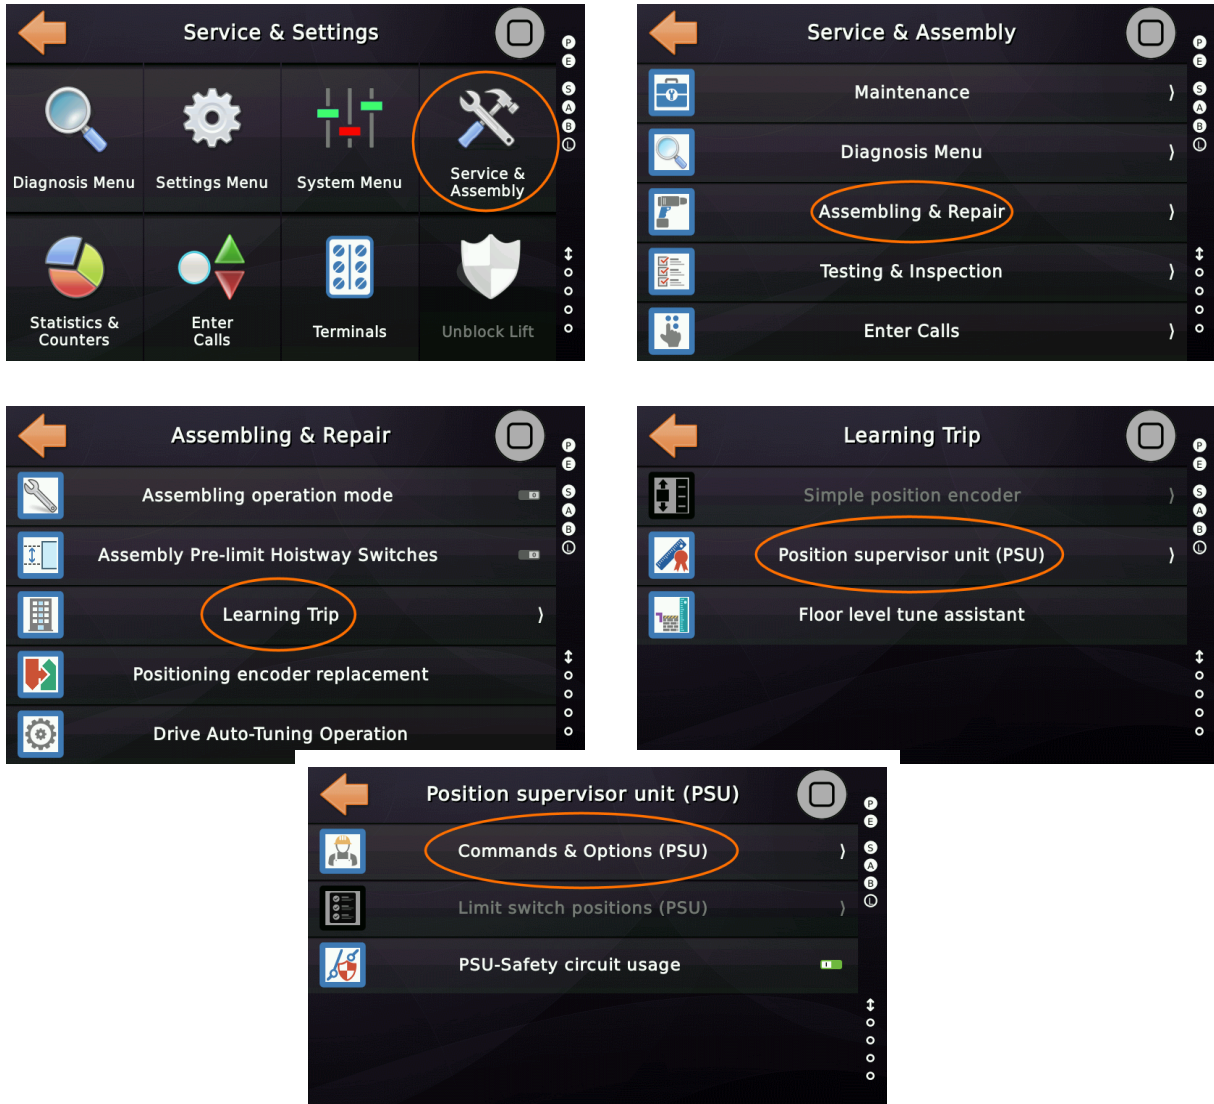 Service & Settings
P
E
S
A
B
L
Diagnosis Menu
Settings Menu
System Menu
Service &
Assembly
Statistics &
Counters
Enter
Calls
Terminals
Unblock Lift
Service & Assembly
P
E
S
A
B
L
Maintenance
Diagnosis Menu
Assembling & Repair
Testing & Inspection
Enter Calls
Assembling & Repair
P
E
S
A
B
L
Assembling operation mode
Assembly Pre-limit Hoistway Switches
Learning Trip
Positioning encoder replacement
Drive Auto-Tuning Operation
Learning Trip
P
E
S
A
B
L
Simple position encoder
Position supervisor unit (PSU)
Floor level tune assistant
Position supervisor unit (PSU)
P
E
S
A
B
L
Commands & Options (PSU)
Limit switch positions (PSU)
PSU-Safety circuit usage